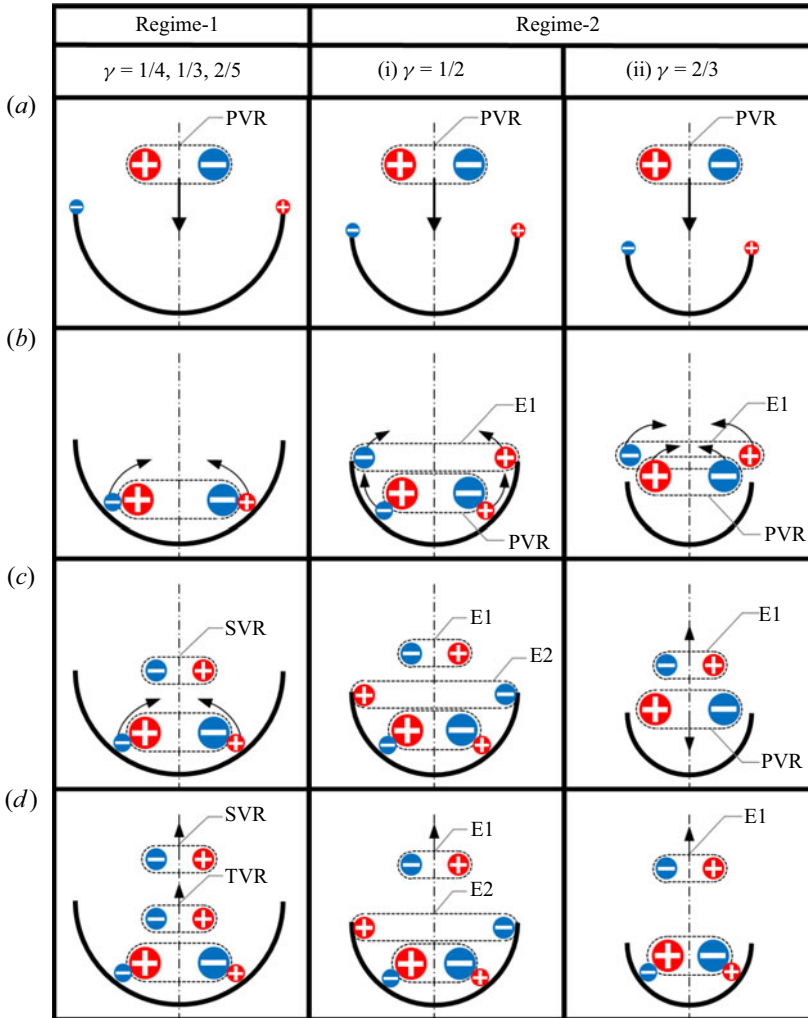 Regime-1 Regime-2
γ = 1/4, 1/3, 2/5 (i) γ = 1/2 (ii) γ = 2/3
(a)
PVR PVR PVR
+ − + − + −
− + − + − +
(b)
E1 E1
− + − +
+ − + − + −
− + − +
PVR PVR
(c)
SVR E1 E1
E2
− + − + − +
+ −
+ − + − + −
− + − +
PVR
(d)
SVR E1 E1
− + − + − +
TVR E2
− + + −
+ − + − + −
− + − + − +